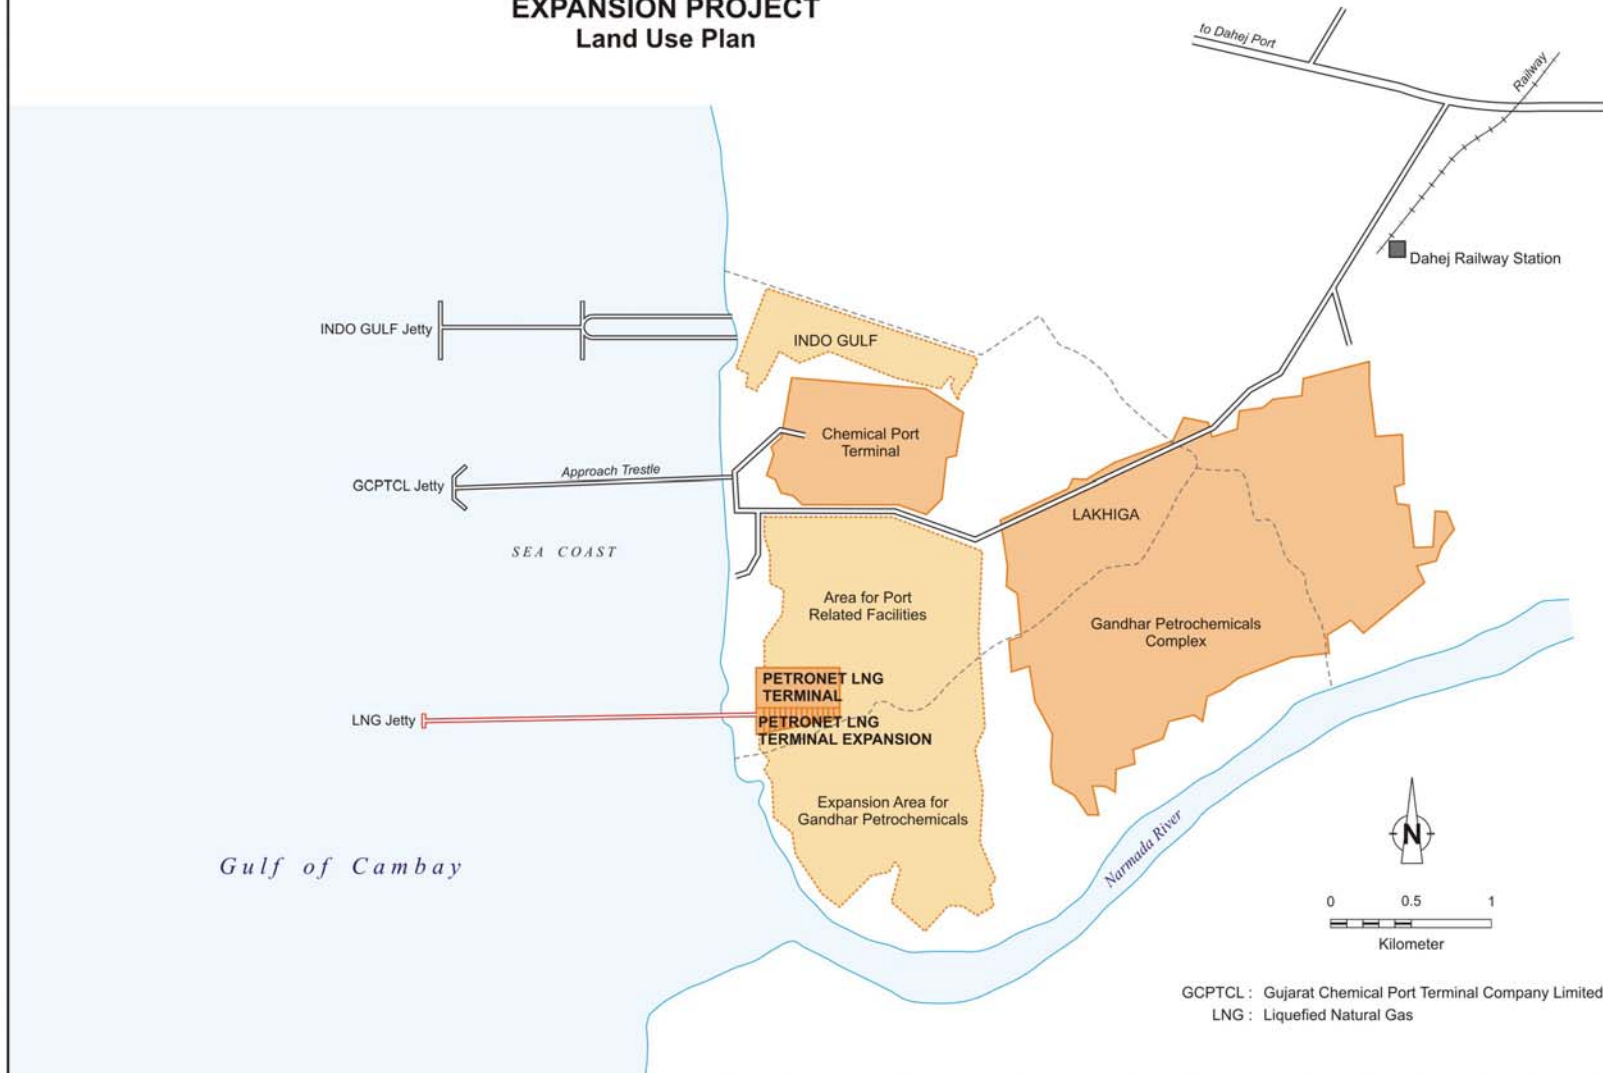 EXPANSION PROJECT
Land Use Plan
to Dahej Port
Railway
Dahej Railway Station
INDO GULF Jetty
INDO GULF
Chemical Port
Terminal
Approach Trestle
GCPTCL Jetty
LAKHIGA
SEA COAST
Area for Port
Related Facilities
Gandhar Petrochemicals
Complex
PETRONET LNG
TERMINAL
LNG Jetty
PETRONET LNG
TERMINAL EXPANSION
Expansion Area for
Gandhar Petrochemicals
Narmada River
Gulf of Cambay
N
0 0.5 1
Kilometer
GCPTCL : Gujarat Chemical Port Terminal Company Limited
LNG : Liquefied Natural Gas